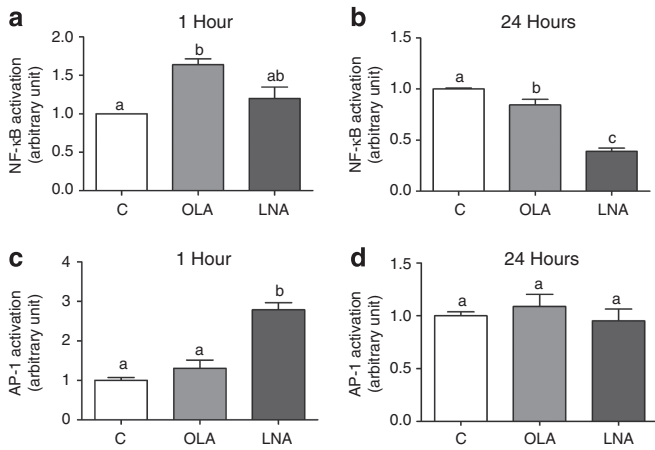 a
1 Hour
NF-κB activation
(arbitrary unit)
2.0
1.5
1.0
0.5
0.0
a
b
ab
C OLA LNA
b
24 Hours
NF-κB activation
(arbitrary unit)
1.5
1.0
0.5
0.0
a
b
c
C OLA LNA
c
1 Hour
AP-1 activation
(arbitrary unit)
4
3
2
1
0
a
a
b
C OLA LNA
d
24 Hours
AP-1 activation
(arbitrary unit)
1.5
1.0
0.5
0.0
a
a
a
C OLA LNA